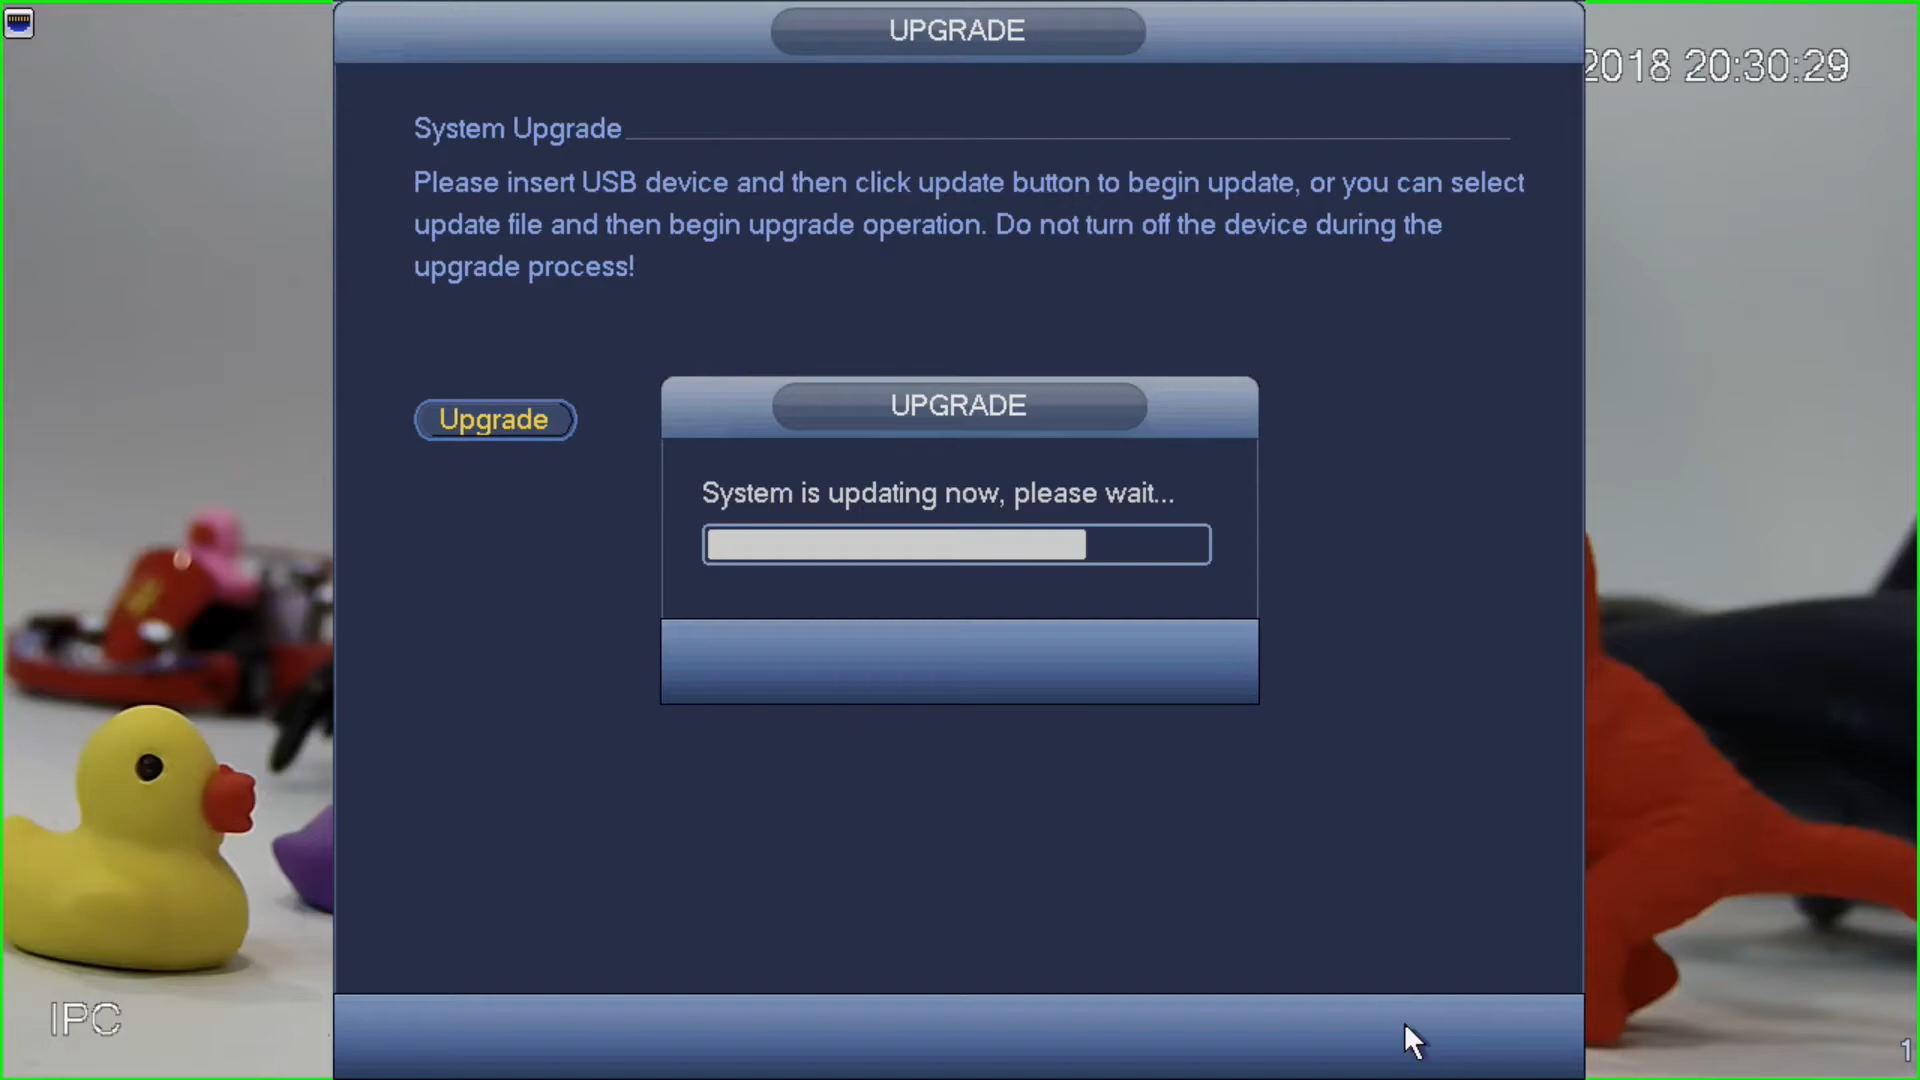 UPGRADE
2018 20:30:29
System Upgrade
Please insert USB device and then click update button to begin update, or you can select
update file and then begin upgrade operation. Do not turn off the device during the
upgrade process!
Upgrade
UPGRADE
System is updating now, please wait...
IPC
1